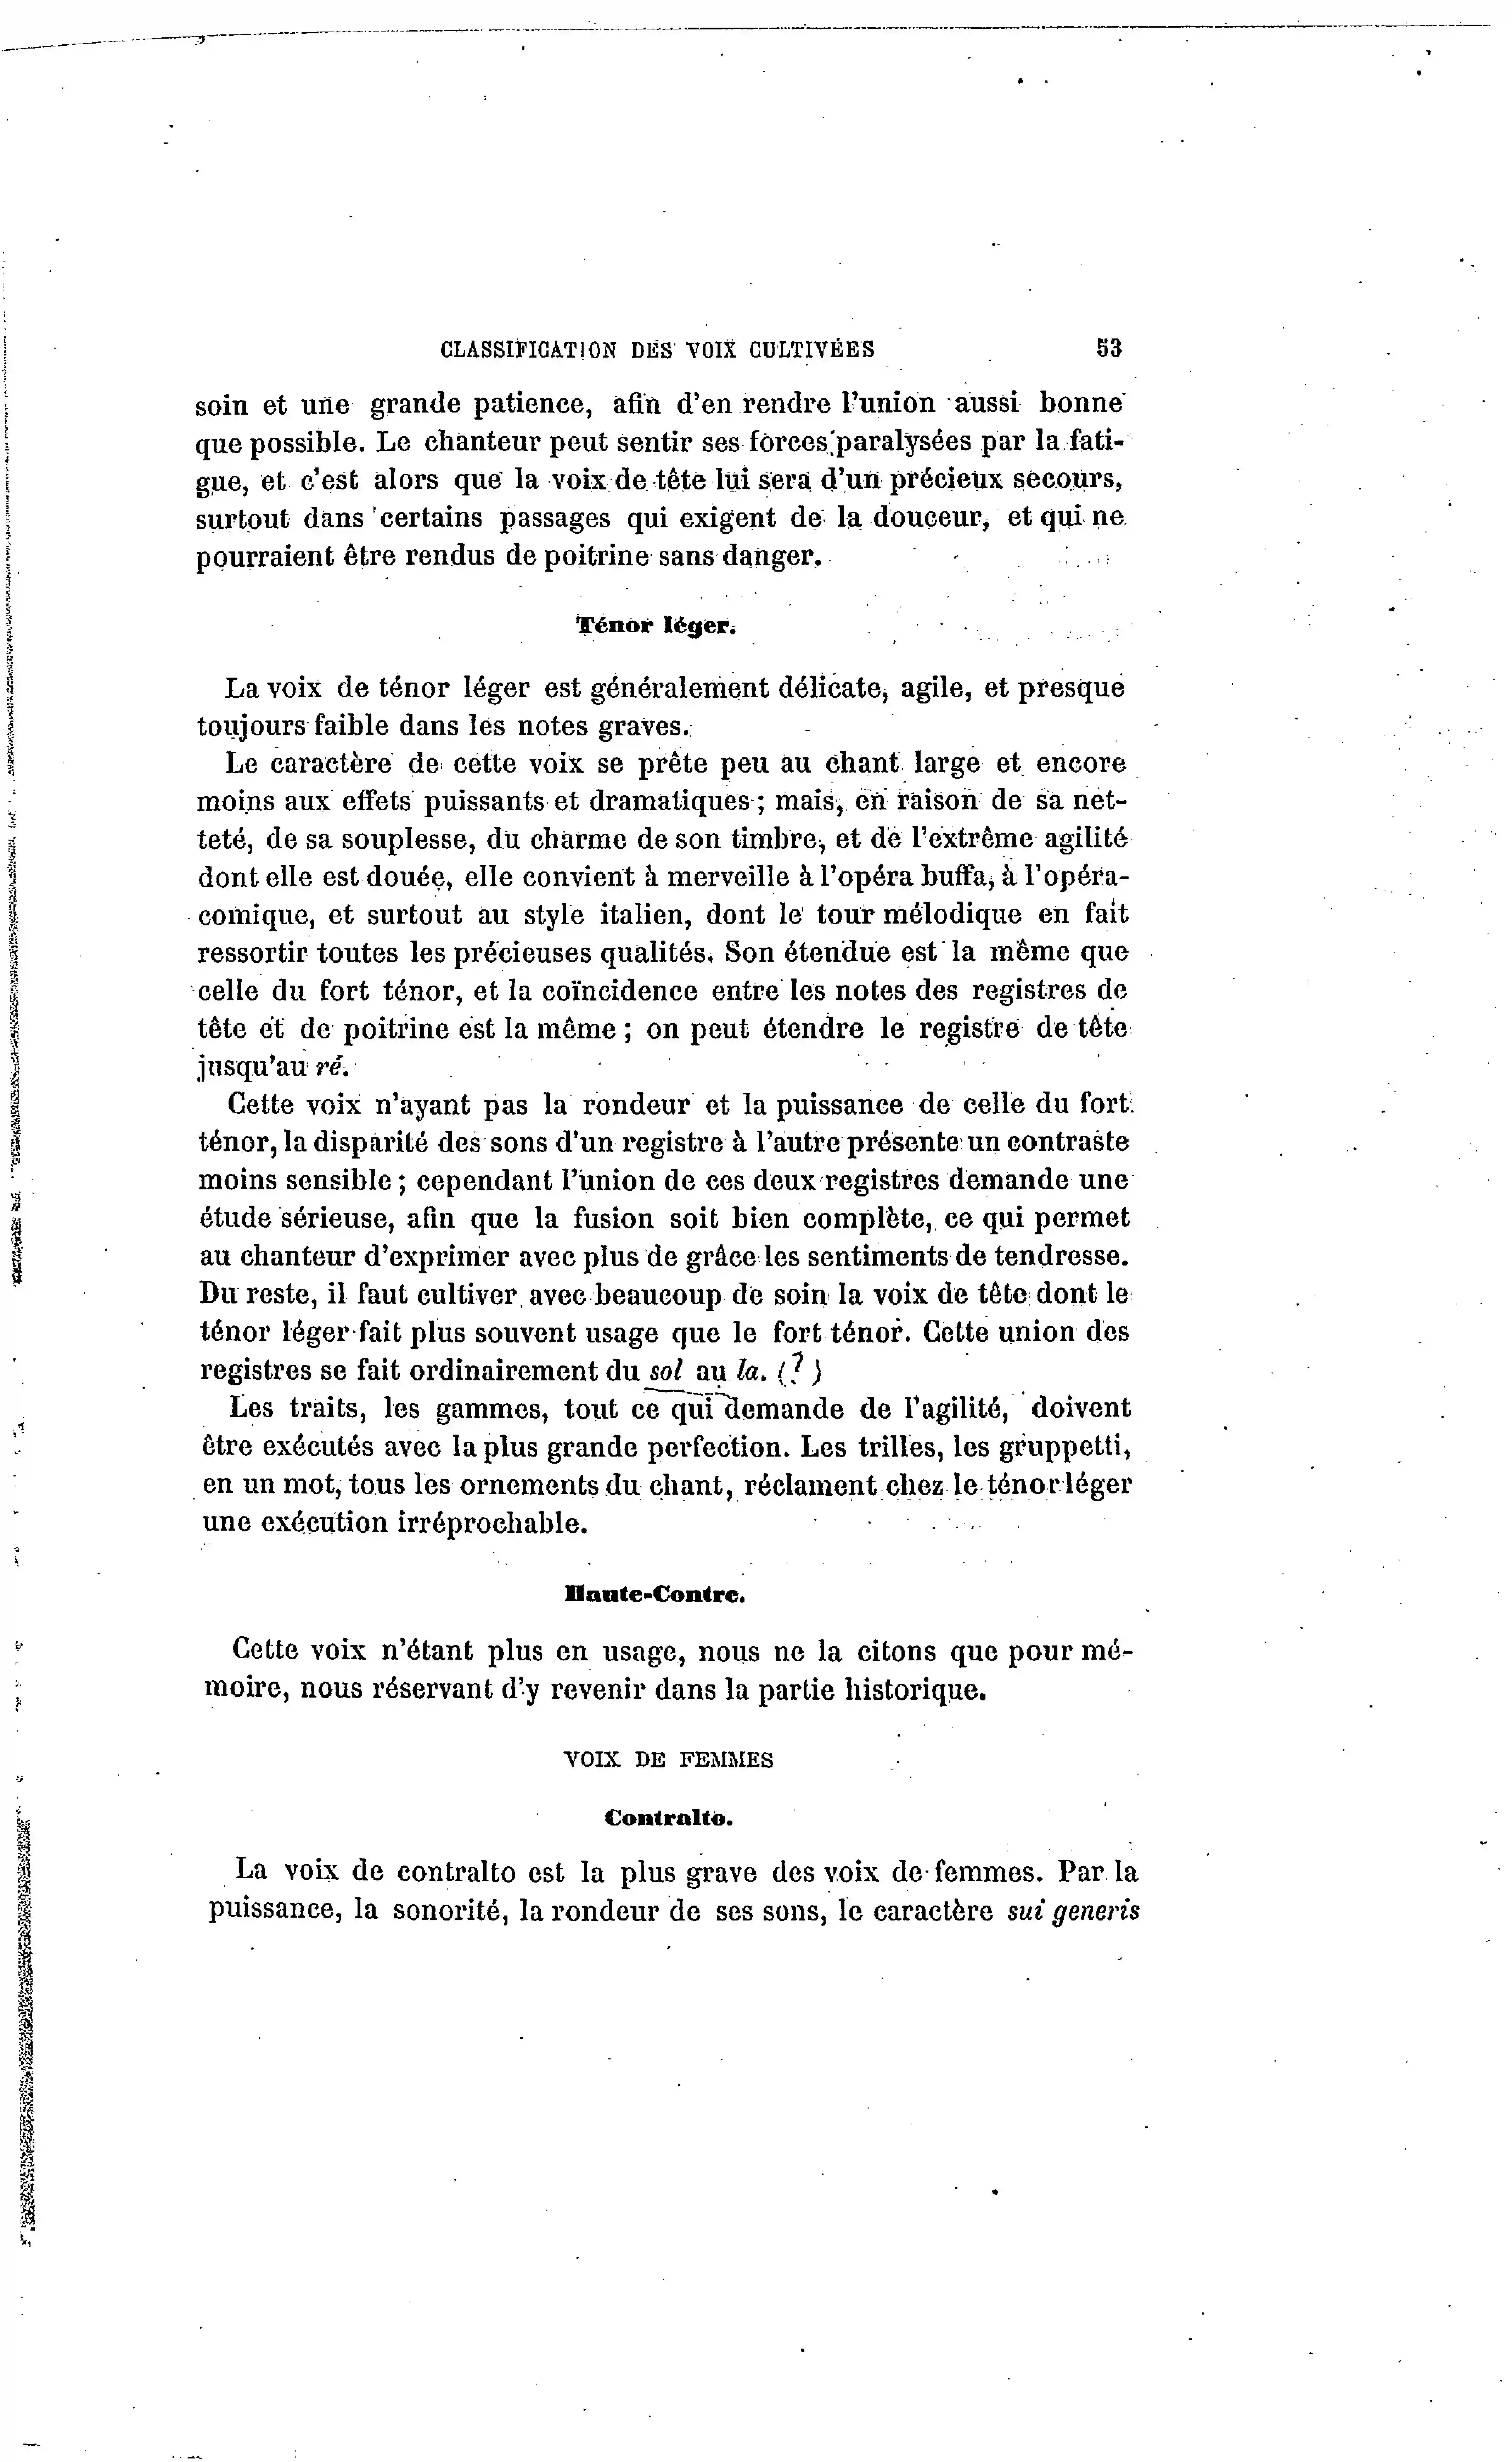 CLASSIFICATION DES VOIX CULTIVÉES 53
soin et une grande patience, afin d'en rendre l'union aussi bonne
que possible. Le chanteur peut sentir ses forces paralysées par la fati-
gue, et c'est alors que la voix de tête lui sera d'un précieux secours,
surtout dans certains passages qui exigent de la douceur, et qui ne
pourraient être rendus de poitrine sans danger.
Ténor léger.
La voix de ténor léger est généralement délicate, agile, et presque
toujours faible dans les notes graves.
Le caractère de cette voix se prête peu au chant large et encore
moins aux effets puissants et dramatiques ; mais, en raison de sa net-
teté, de sa souplesse, du charme de son timbre, et de l'extrême agilité
dont elle est douée, elle convient à merveille à l'opéra buffa, à l'opéra-
comique, et surtout au style italien, dont le tour mélodique en fait
ressortir toutes les précieuses qualités. Son étendue est la même que
celle du fort ténor, et la coïncidence entre les notes des registres de
tête et de poitrine est la même ; on peut étendre le registre de tête
jusqu'au ré.
Cette voix n'ayant pas la rondeur et la puissance de celle du fort
ténor, la disparité des sons d'un registre à l'autre présente un contraste
moins sensible ; cependant l'union de ces deux registres demande une
étude sérieuse, afin que la fusion soit bien complète, ce qui permet
au chanteur d'exprimer avec plus de grâce les sentiments de tendresse.
Du reste, il faut cultiver avec beaucoup de soin la voix de tête dont le
ténor léger fait plus souvent usage que le fort ténor. Cette union des
registres se fait ordinairement du sol au la. (?)
Les traits, les gammes, tout ce qui demande de l'agilité, doivent
être exécutés avec la plus grande perfection. Les trilles, les gruppetti,
en un mot, tous les ornements du chant, réclament chez le ténor léger
une exécution irréprochable.
Haute-Contre.
Cette voix n'étant plus en usage, nous ne la citons que pour mé-
moire, nous réservant d'y revenir dans la partie historique.
VOIX DE FEMMES
Contralto.
La voix de contralto est la plus grave des voix de femmes. Par la
puissance, la sonorité, la rondeur de ses sons, le caractère sui generis